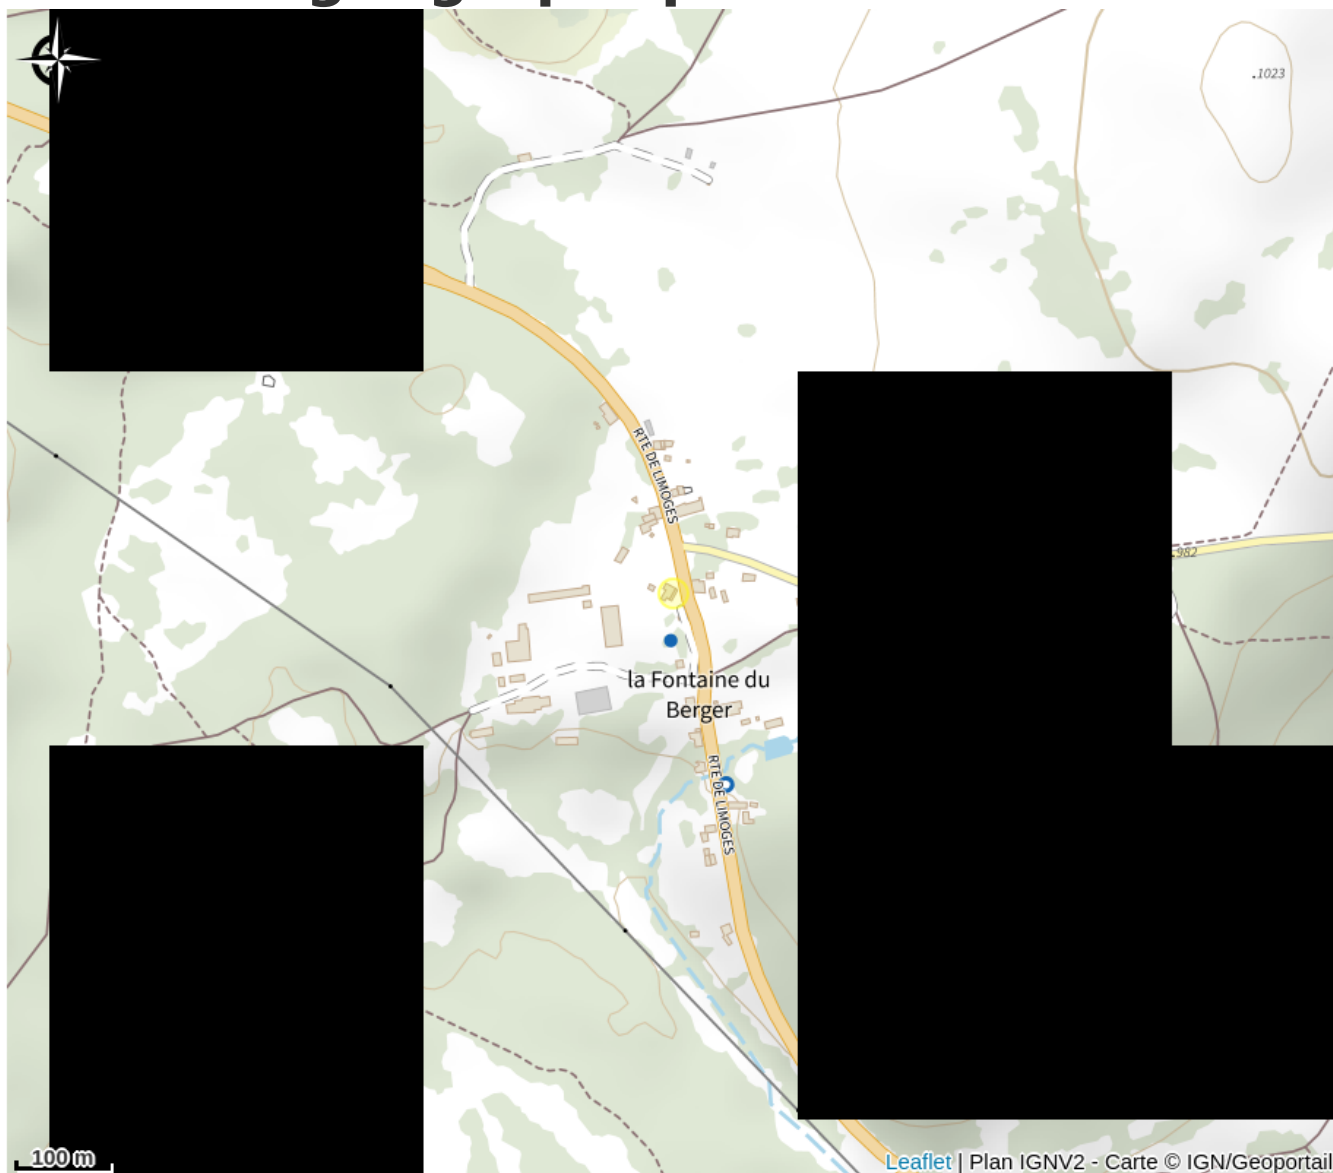 .1023
RTE DE LIMOGES
.982
la Fontaine du
Berger
RTE DE LIMOGES
100 m
Leaflet | Plan IGNV2 - Carte © IGN/Geoportail